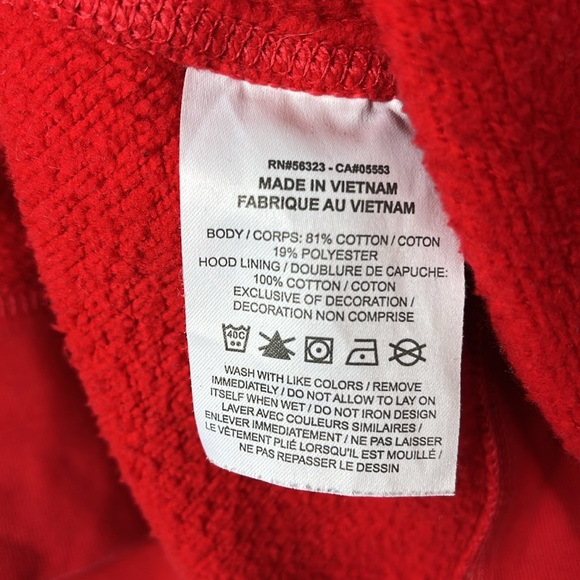 RN#56323 - CA#05553
MADE IN VIETNAM
FABRIQUE AU VIETNAM
BODY / CORPS: 81% COTTON / COTON
19% POLYESTER
HOOD LINING / DOUBLURE DE CAPUCHE:
100% COTTON / COTON
EXCLUSIVE OF DECORATION /
DECORATION NON COMPRISE
40C
WASH WITH LIKE COLORS / REMOVE
IMMEDIATELY / DO NOT ALLOW TO LAY ON
ITSELF WHEN WET / DO NOT IRON DESIGN
LAVER AVEC COULEURS SIMILAIRES /
ENLEVER IMMEDIATEMENT / NE PAS LAISSER
LE VÊTEMENT PLIÉ LORSQU'IL EST MOUILLÉ /
NE PAS REPASSER LE DESSIN